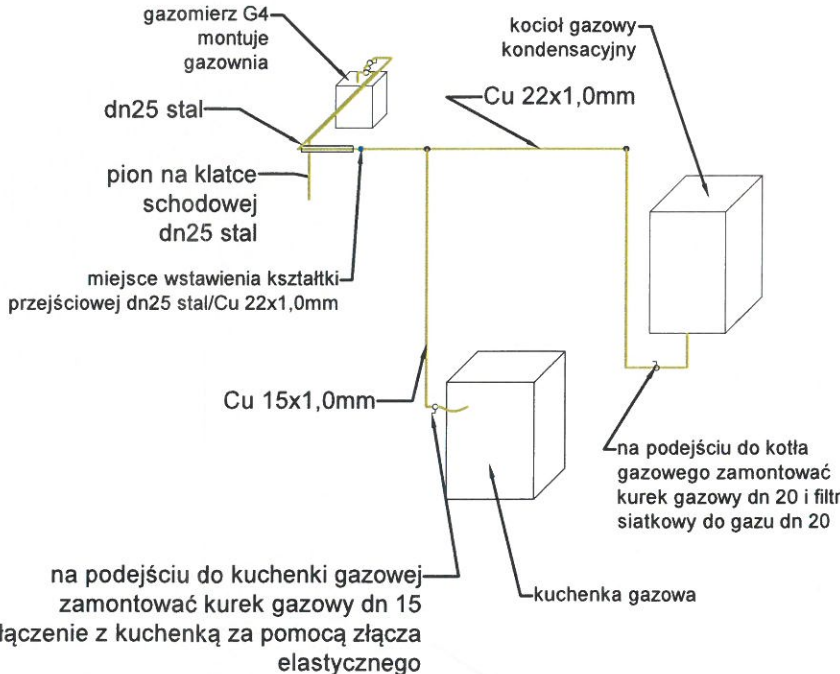 gazomierz G4
montuje
gazownia
kocioł gazowy
kondensacyjny
dn25 stal
Cu 22x1,0mm
pion na klatce
schodowej
dn25 stal
miejsce wstawienia kształtki
przejściowej dn25 stal/Cu 22x1,0mm
Cu 15x1,0mm
na podejściu do kotła
gazowego zamontować
kurek gazowy dn 20 i filtr
siatkowy do gazu dn 20
na podejściu do kuchenki gazowej
zamontować kurek gazowy dn 15
łączenie z kuchenką za pomocą złącza
elastycznego
kuchenka gazowa